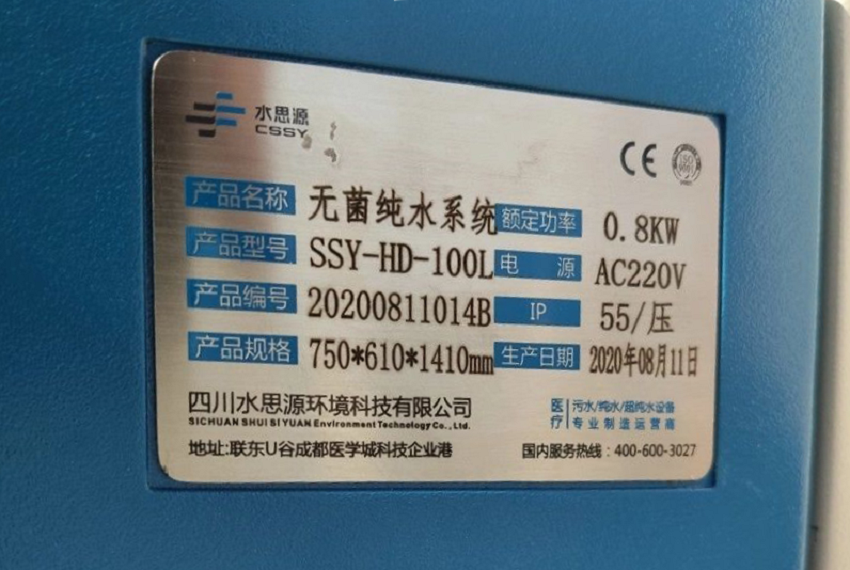 水思源
CSSY
CE
ISO
产品名称 无菌纯水系统 额定功率 0.8KW
产品型号 SSY-HD-100L 电 源 AC220V
产品编号 20200811014B IP 55/压
产品规格 750*610*1410mm 生产日期 2020年08月11日
四川水思源环境科技有限公司
SICHUAN SHUI SI YUAN Environment Technology Co., Ltd.
医疗 污水/纯水/超纯水设备
专业制造运营商
地址:联东U谷成都医学城科技企业港 国内服务热线：400-600-3027